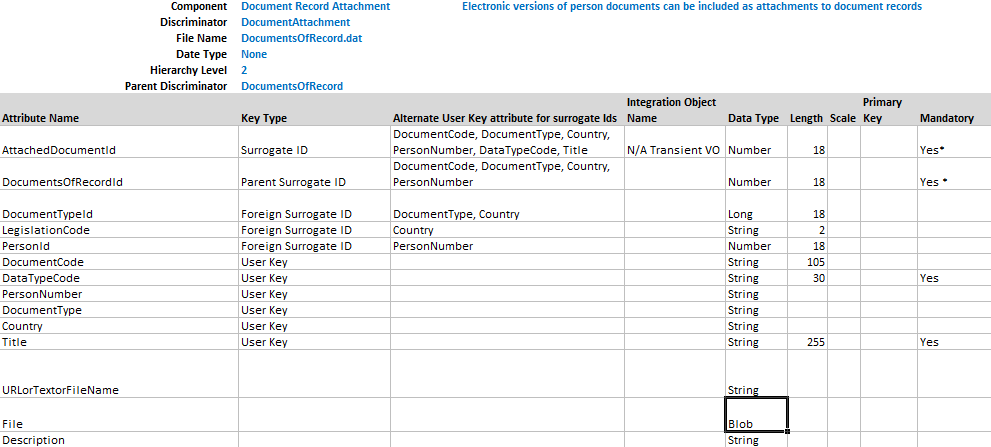 Component Document Record Attachment Electronic versions of person documents can be included as attachments to document records
Discriminator DocumentAttachment
File Name DocumentsOfRecord.dat
Date Type None
Hierarchy Level 2
Parent Discriminator DocumentsOfRecord
Integration Object Primary
Attribute Name Key Type Alternate User Key attribute for surrogate Ids Name Data Type Length Scale Key Mandatory
DocumentCode, DocumentType, Country,
AttachedDocumentId Surrogate ID PersonNumber, DataTypeCode, Title N/A Transient VO Number 18 Yes*
DocumentCode, DocumentType, Country,
DocumentsOfRecordId Parent Surrogate ID PersonNumber Number 18 Yes *
DocumentTypeId Foreign Surrogate ID DocumentType, Country Long 18
LegislationCode Foreign Surrogate ID Country String 2
PersonId Foreign Surrogate ID PersonNumber Number 18
DocumentCode User Key String 105
DataTypeCode User Key String 30 Yes
PersonNumber User Key String
DocumentType User Key String
Country User Key String
Title User Key String 255 Yes
URLorTextorFileName String
File Blob
Description String